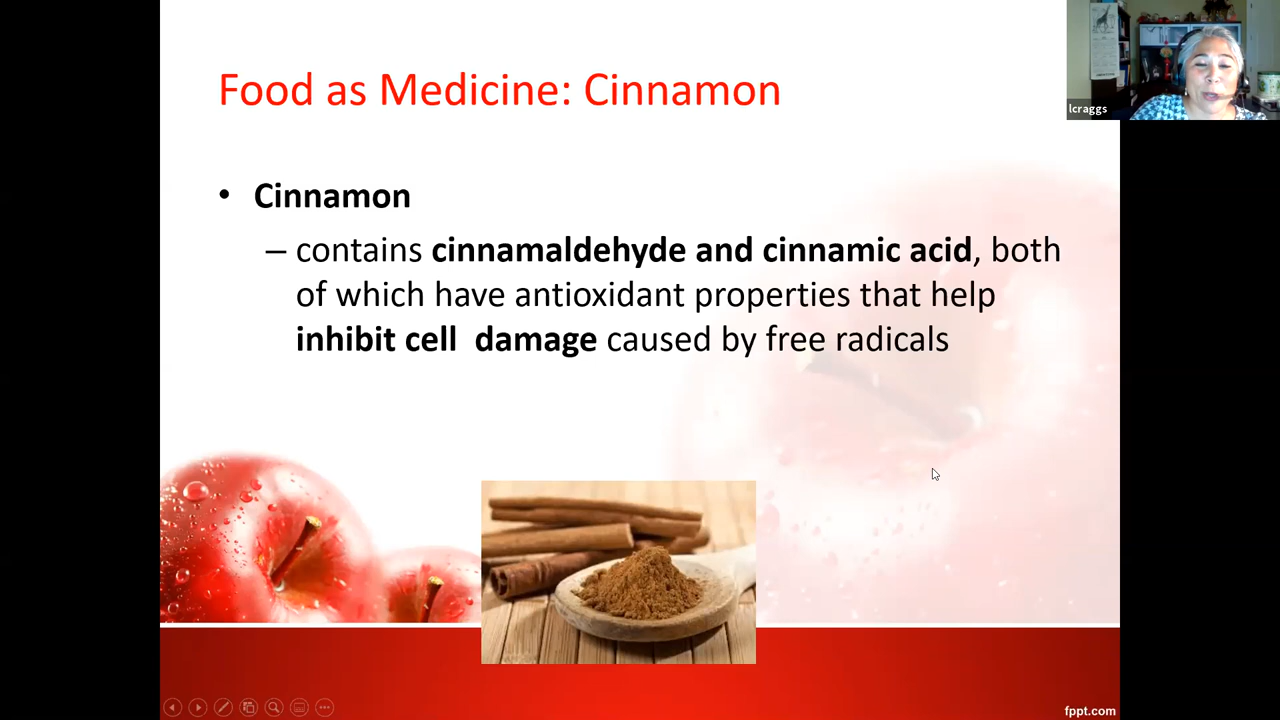 Food as Medicine: Cinnamon
lcraggs
• Cinnamon
– contains cinnamaldehyde and cinnamic acid, both
of which have antioxidant properties that help
inhibit cell  damage caused by free radicals
fppt.com